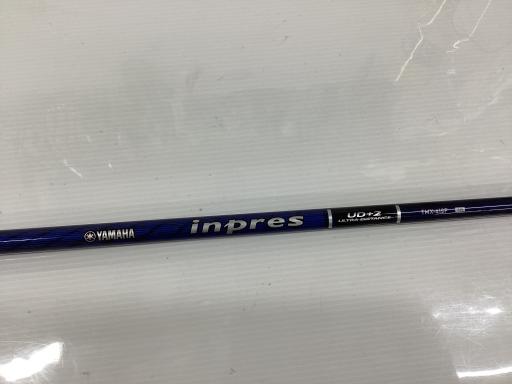 YAMAHA
inpres
UD+2
ULTRA DISTANCE